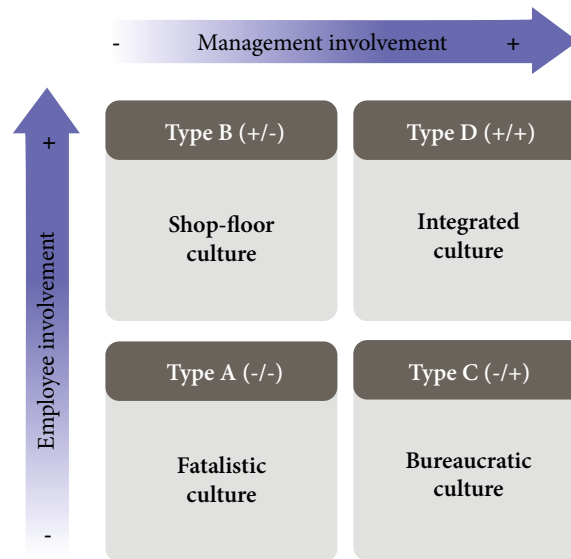 - Management involvement +
+
Employee involvement
-
Type B (+/-)
Shop-floor
culture
Type D (+/+)
Integrated
culture
Type A (-/-)
Fatalistic
culture
Type C (-/+)
Bureaucratic
culture